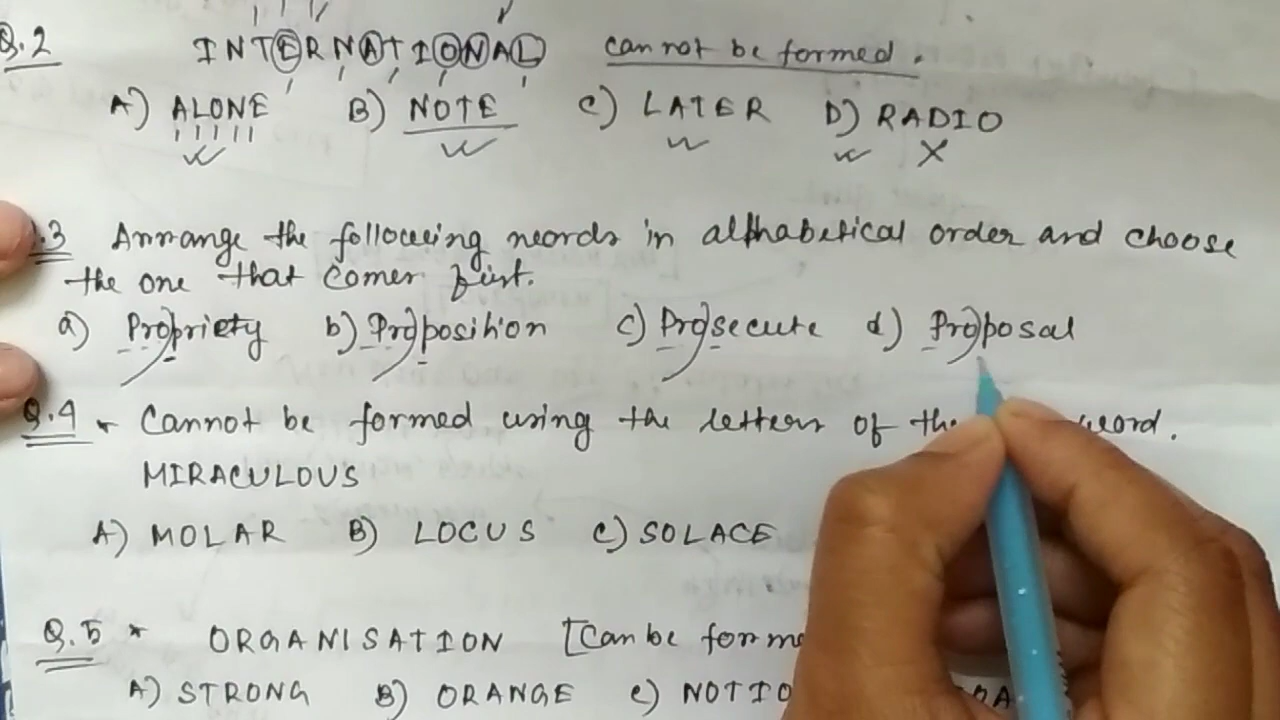 Q.2 INTERNATIONAL cannot be formed.
A) ALONE B) NOTE C) LATER D) RADIO
.3 Arrange the following words in alphabetical order and choose
the one that comes first.
a) Propriety b) Proposition c) Prosecute d) Proposal
Q.4 Cannot be formed using the letters of the word.
MIRACULOUS
A) MOLAR B) LOCUS C) SOLACE
Q.5 * ORGANISATION [Can be forme
A) STRONG B) ORANGE C) NOTIO